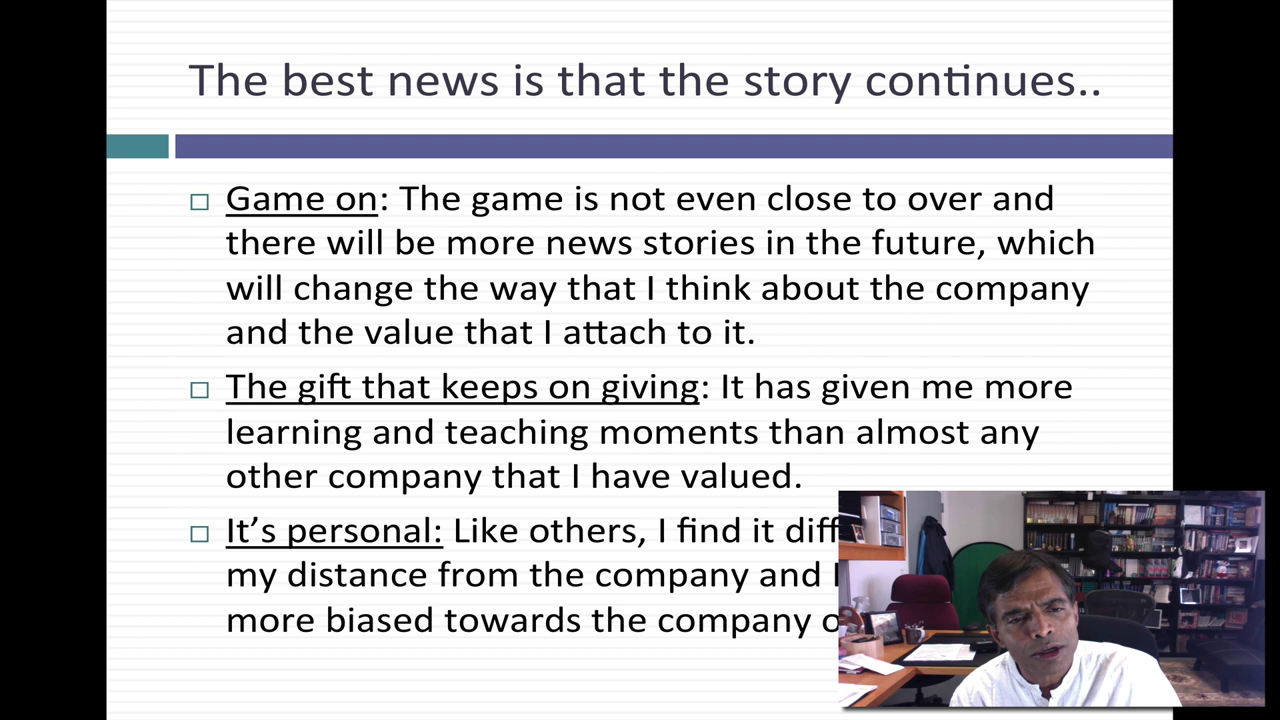 The best news is that the story continues..
Game on: The game is not even close to over and
there will be more news stories in the future, which
will change the way that I think about the company
and the value that I attach to it.
The gift that keeps on giving: It has given me more
learning and teaching moments than almost any
other company that I have valued.
It's personal: Like others, I find it
my distance from the company and I
more biased towards the company